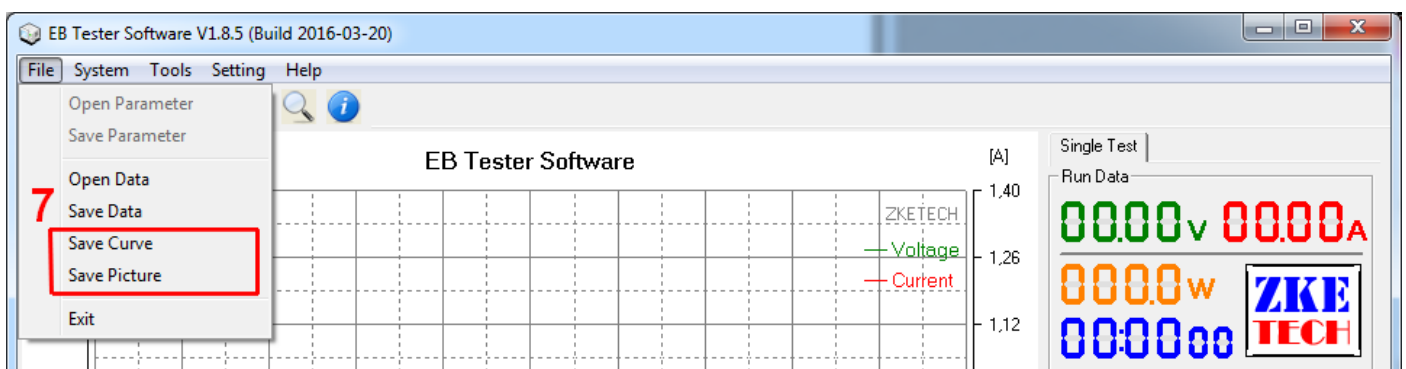 EB Tester Software V1.8.5 (Build 2016-03-20)
File System Tools Setting Help
Open Parameter
Save Parameter
Open Data
7 Save Data
Save Curve
Save Picture
Exit
EB Tester Software
[A]
1,40
ZKETECH
Voltage
1,26
Current
1,12
Single Test
Run Data
00.00V 00.00A
000.0W
00:00 00
ZKE
TECH